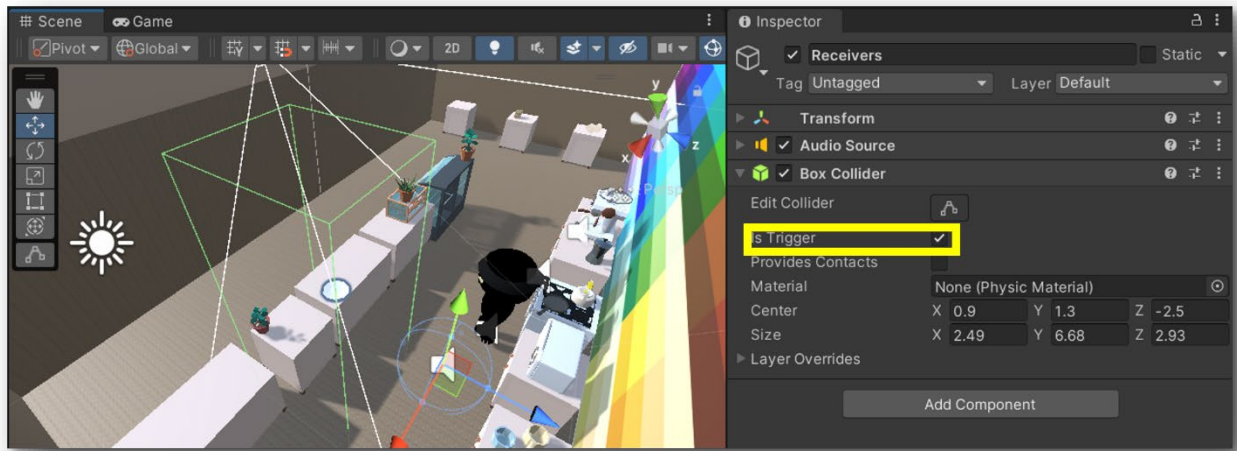 Scene Game
Pivot Global 2D
y
x z
Persp
Inspector
Receivers Static
Tag Untagged Layer Default
Transform
Audio Source
Box Collider
Edit Collider
Is Trigger
Provides Contacts
Material None (Physic Material)
Center X 0.9 Y 1.3 Z -2.5
Size X 2.49 Y 6.68 Z 2.93
Layer Overrides
Add Component